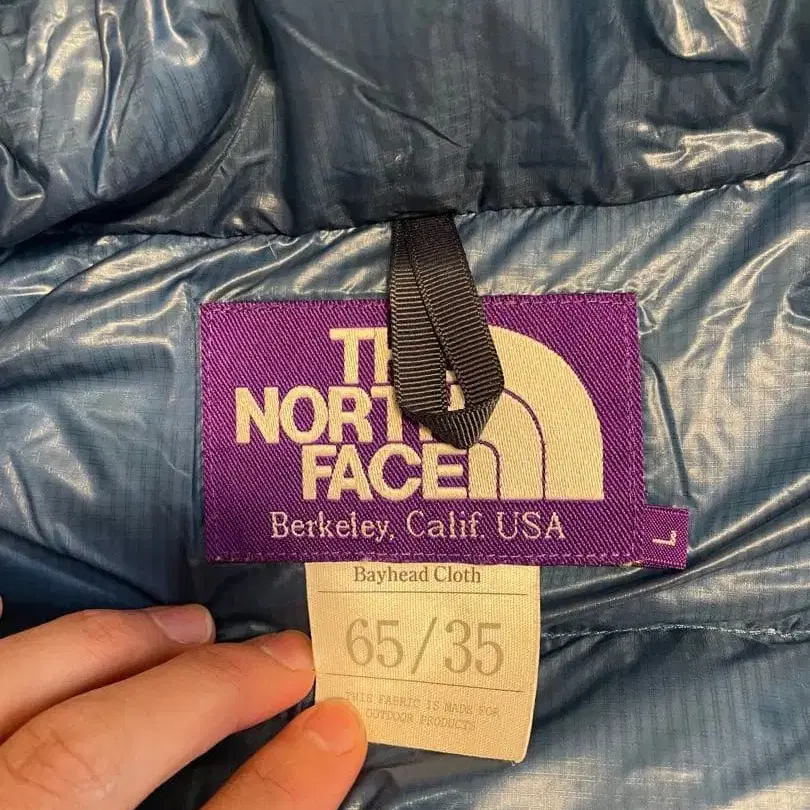 THE
NORTH
FACE
Berkeley, Calif. USA
L
Bayhead Cloth
65/35
THIS FABRIC IS MADE FOR
OUTDOOR PRODUCTS